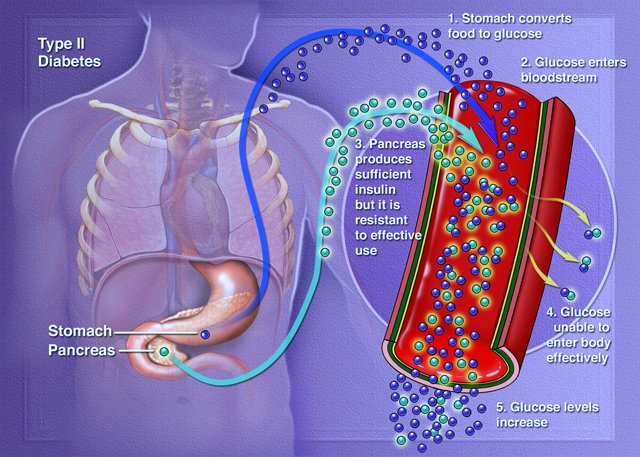 Type II
Diabetes
1. Stomach converts
food to glucose
2. Glucose enters
bloodstream
3. Pancreas
produces
sufficient
insulin
but it is
resistant
to effective
use
Stomach
Pancreas
4. Glucose
unable to
enter body
effectively
5. Glucose levels
increase